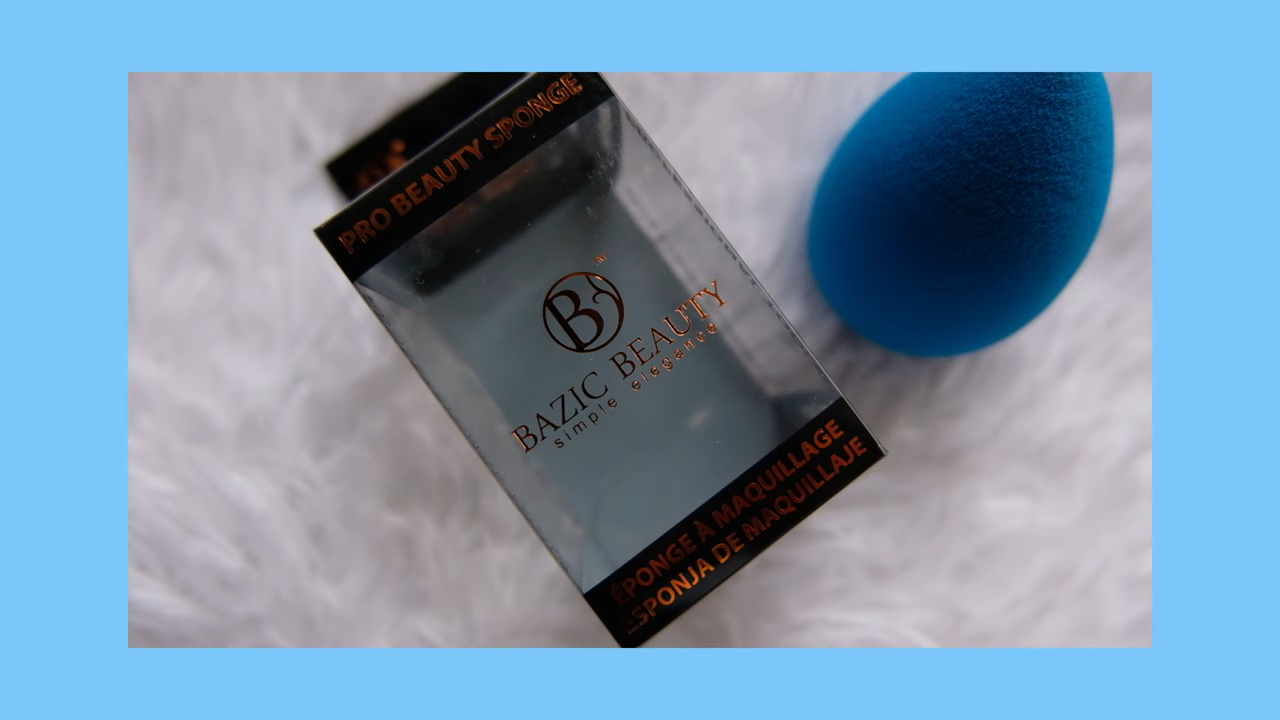 PRO BEAUTY SPONGE
B
BAZIC BEAUTY
simple elegance
ÉPONGE À MAQUILLAGE
ESPONJA DE MAQUILLAJE